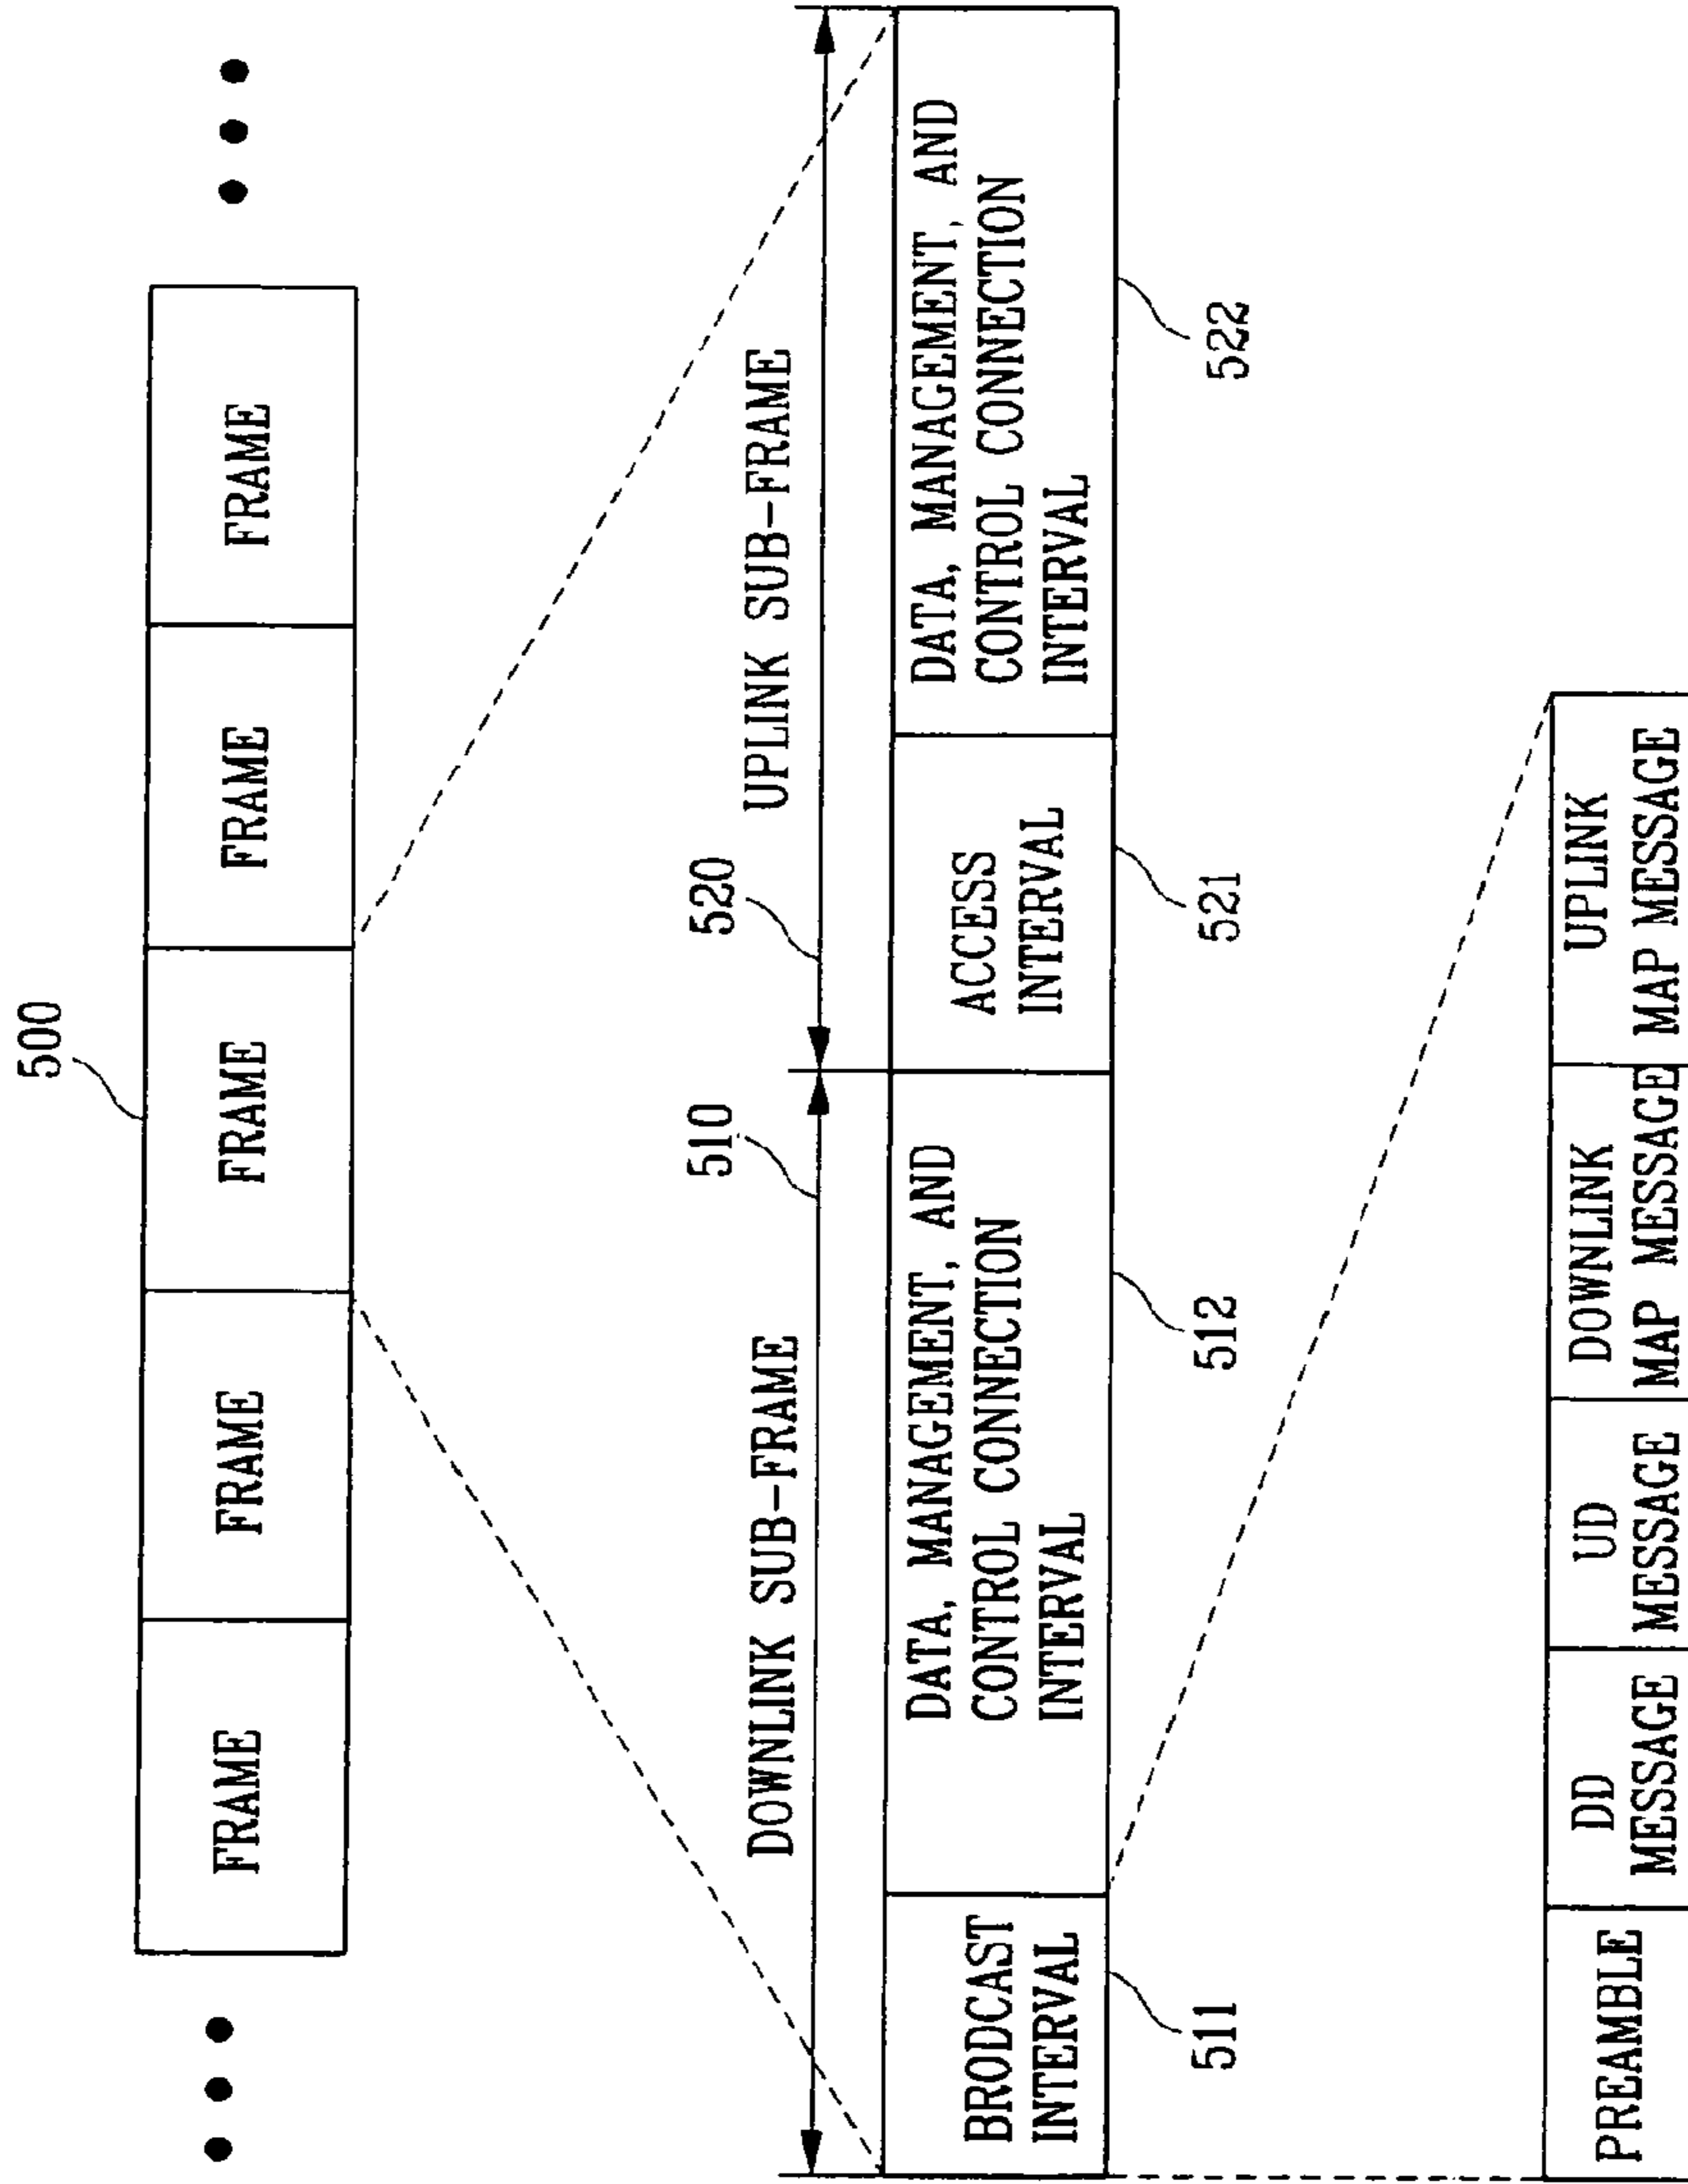 500
FRAME
FRAME
FRAME
FRAME
FRAME
510
520
DOWNLINK SUB-FRAME
UPLINK SUB-FRAME
BRODCAST
INTERVAL
DATA, MANAGEMENT, AND
CONTROL CONNECTION
INTERVAL
ACCESS
INTERVAL
DATA, MANAGEMENT, AND
CONTROL CONNECTION
INTERVAL
511
512
521
522
PREAMBLE
DD
MESSAGE
UD
MESSAGE
DOWNLINK
MAP MESSAGE
UPLINK
MAP MESSAGE